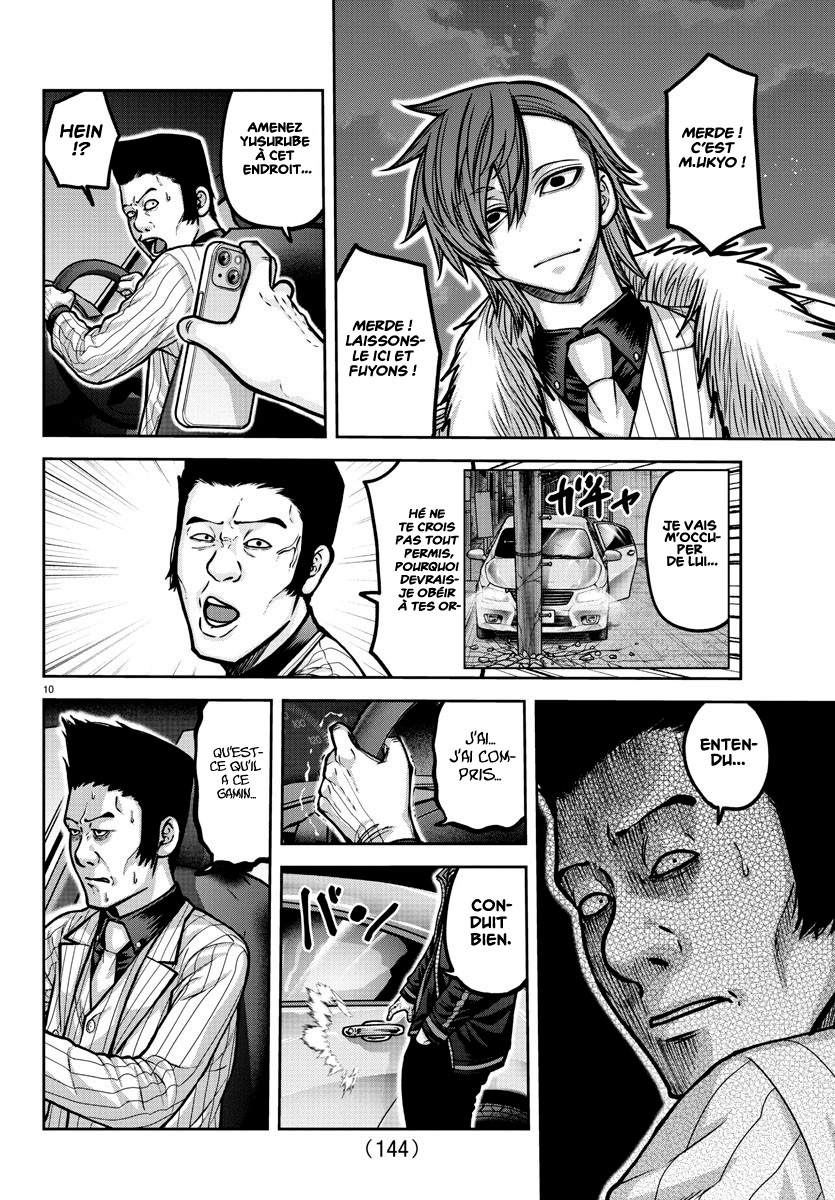 MERDE !
C'EST
M.UKYO !
MERDE !
LAISSONS-
LE ICI ET
FUYONS !
AMENEZ
YUSURUBE
À CET
ENDROIT...
HEIN
!?
JE VAIS
M'OCCU-
PER
DE LUI...
ガチャ
HÉ NE
TE CROIS
PAS TOUT
PERMIS,
POURQUOI
DEVRAIS-
JE OBÉIR
À TES OR-
10
ENTEN-
DU...
J'AI...
J'AI COM-
PRIS...
CON-
DUIT
BIEN.
バン
QU'EST-
CE QU'IL
A CE
GAMIN...
(144)